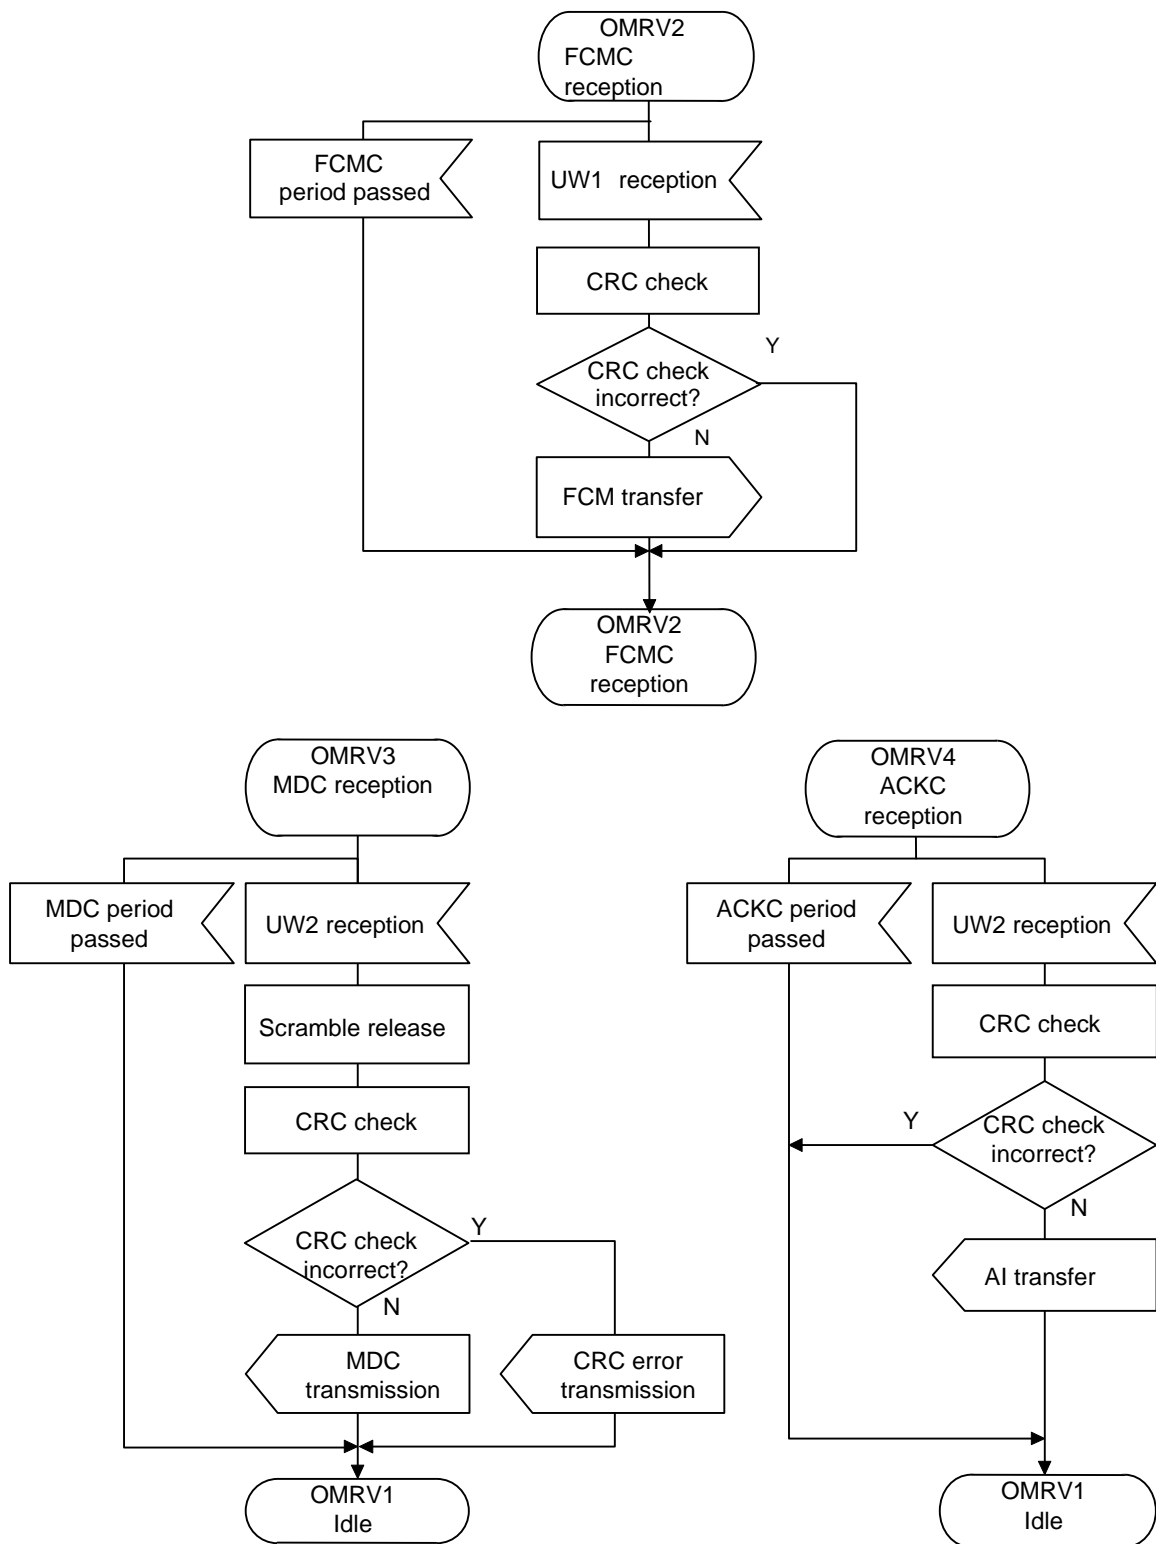 OMRV2
FCMC
reception
FCMC
period passed
UW1 reception
CRC check
CRC check
incorrect?
Y
N
FCM transfer
OMRV2
FCMC
reception
OMRV3
MDC reception
MDC period
passed
UW2 reception
Scramble release
CRC check
CRC check
incorrect?
Y
N
MDC
transmission
CRC error
transmission
OMRV1
Idle
OMRV4
ACKC
reception
ACKC period
passed
UW2 reception
CRC check
CRC check
incorrect?
Y
N
AI transfer
OMRV1
Idle